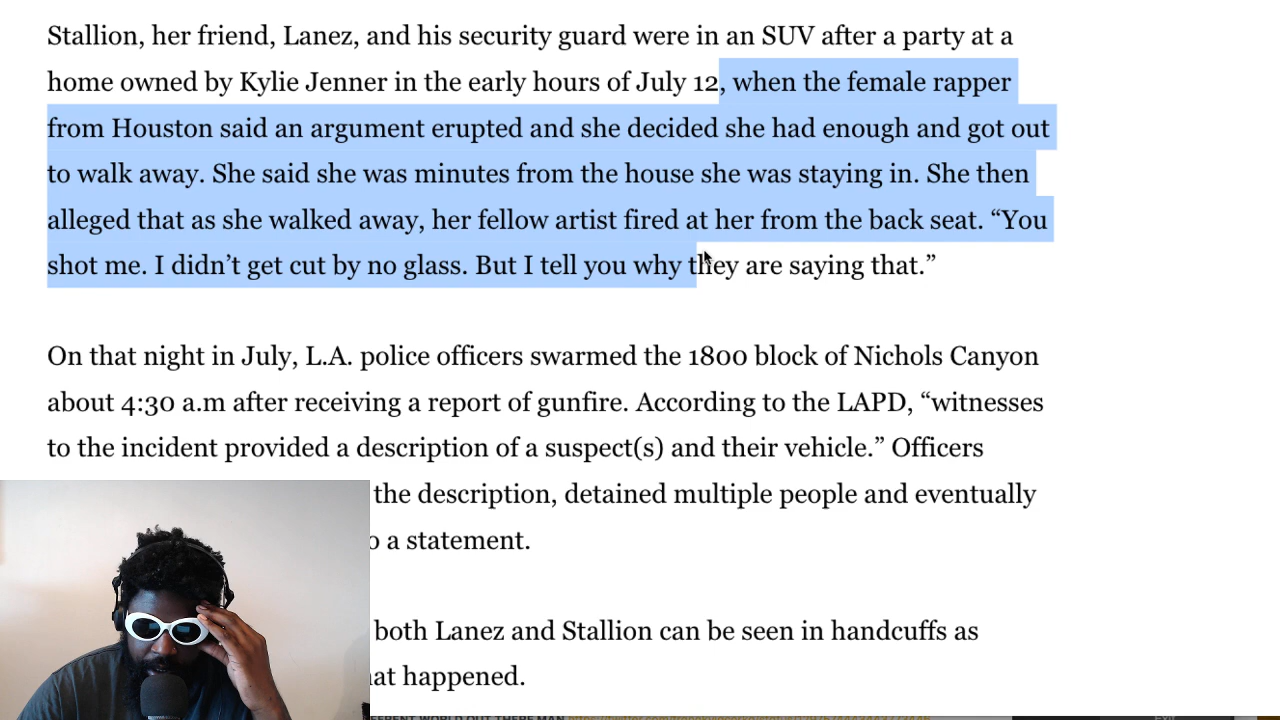 Stallion, her friend, Lanez, and his security guard were in an SUV after a party at a
home owned by Kylie Jenner in the early hours of July 12, when the female rapper
from Houston said an argument erupted and she decided she had enough and got out
to walk away. She said she was minutes from the house she was staying in. She then
alleged that as she walked away, her fellow artist fired at her from the back seat. “You
shot me. I didn’t get cut by no glass. But I tell you why they are saying that.”
On that night in July, L.A. police officers swarmed the 1800 block of Nichols Canyon
about 4:30 a.m after receiving a report of gunfire. According to the LAPD, “witnesses
to the incident provided a description of a suspect(s) and their vehicle.” Officers
the description, detained multiple people and eventually
a statement.
both Lanez and Stallion can be seen in handcuffs as
happened.